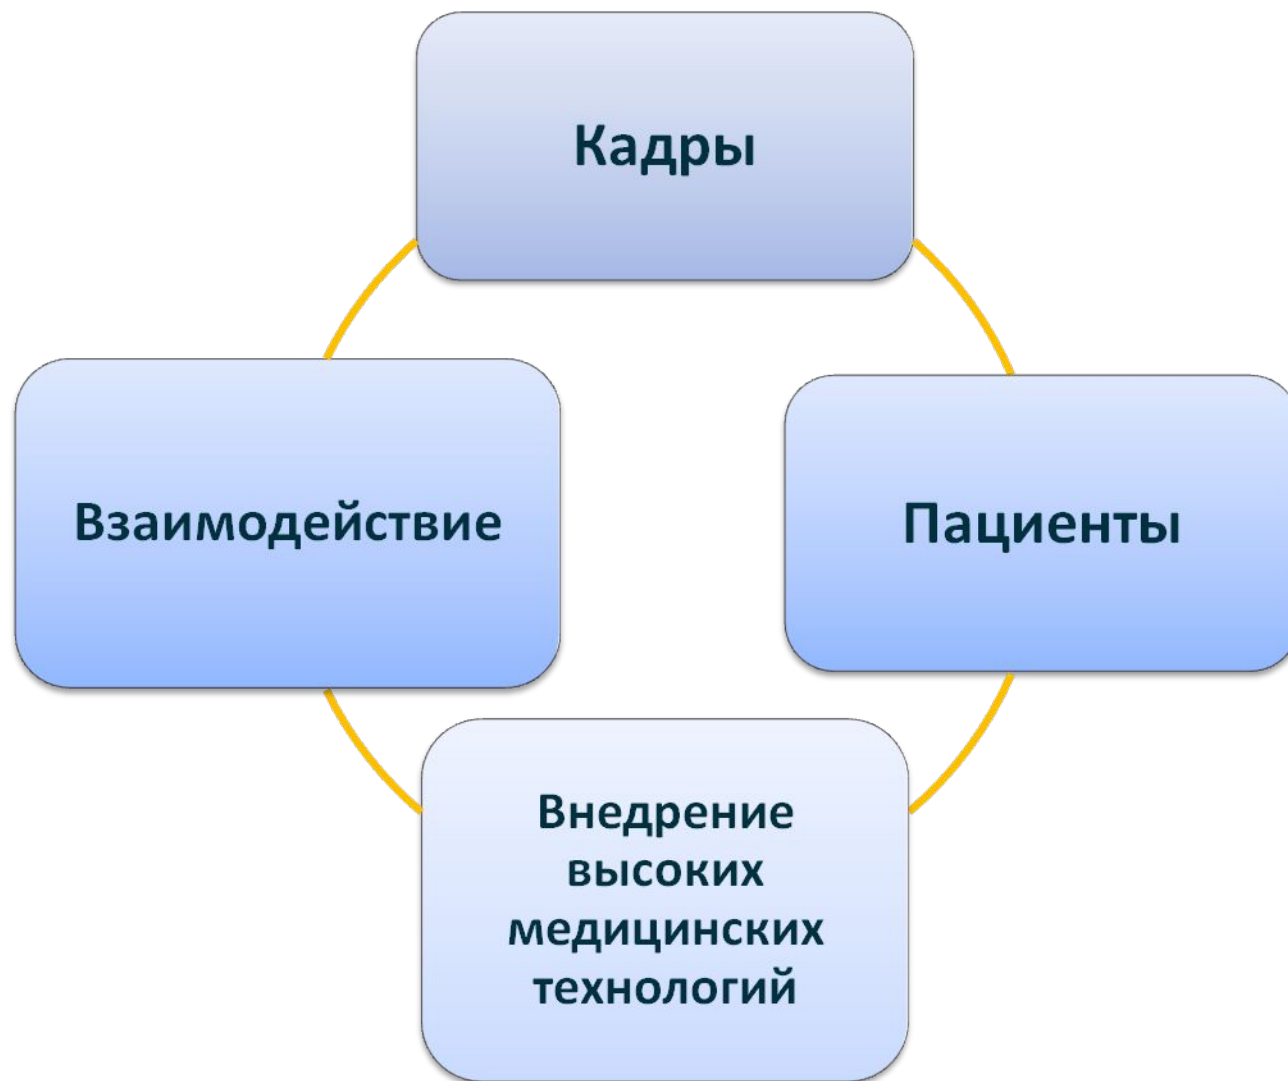 Кадры
Взаимодействие
Пациенты
Внедрение
высоких
медицинских
технологий